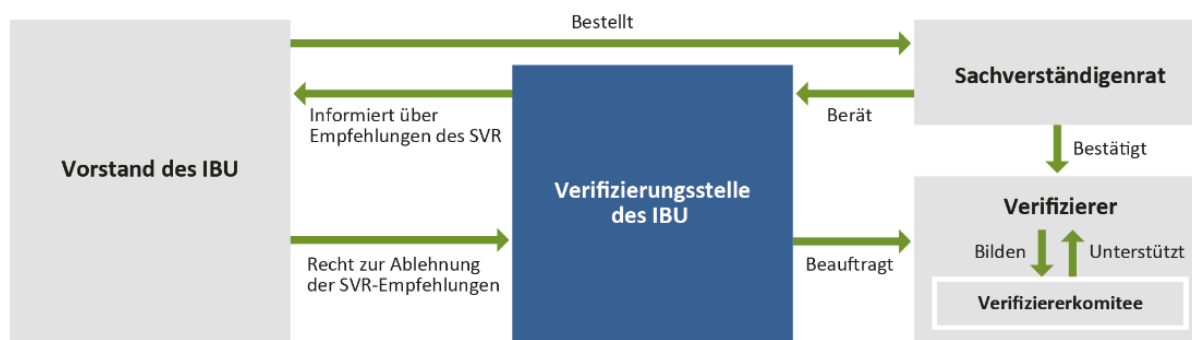 Bestellt
Sachverständigenrat
Informiert über
Empfehlungen des SVR
Berät
Bestätigt
Vorstand des IBU
Verifizierungsstelle
des IBU
Verifizierer
Recht zur Ablehnung
der SVR-Empfehlungen
Beauftragt
Bilden
Unterstützt
Verifiziererkomitee